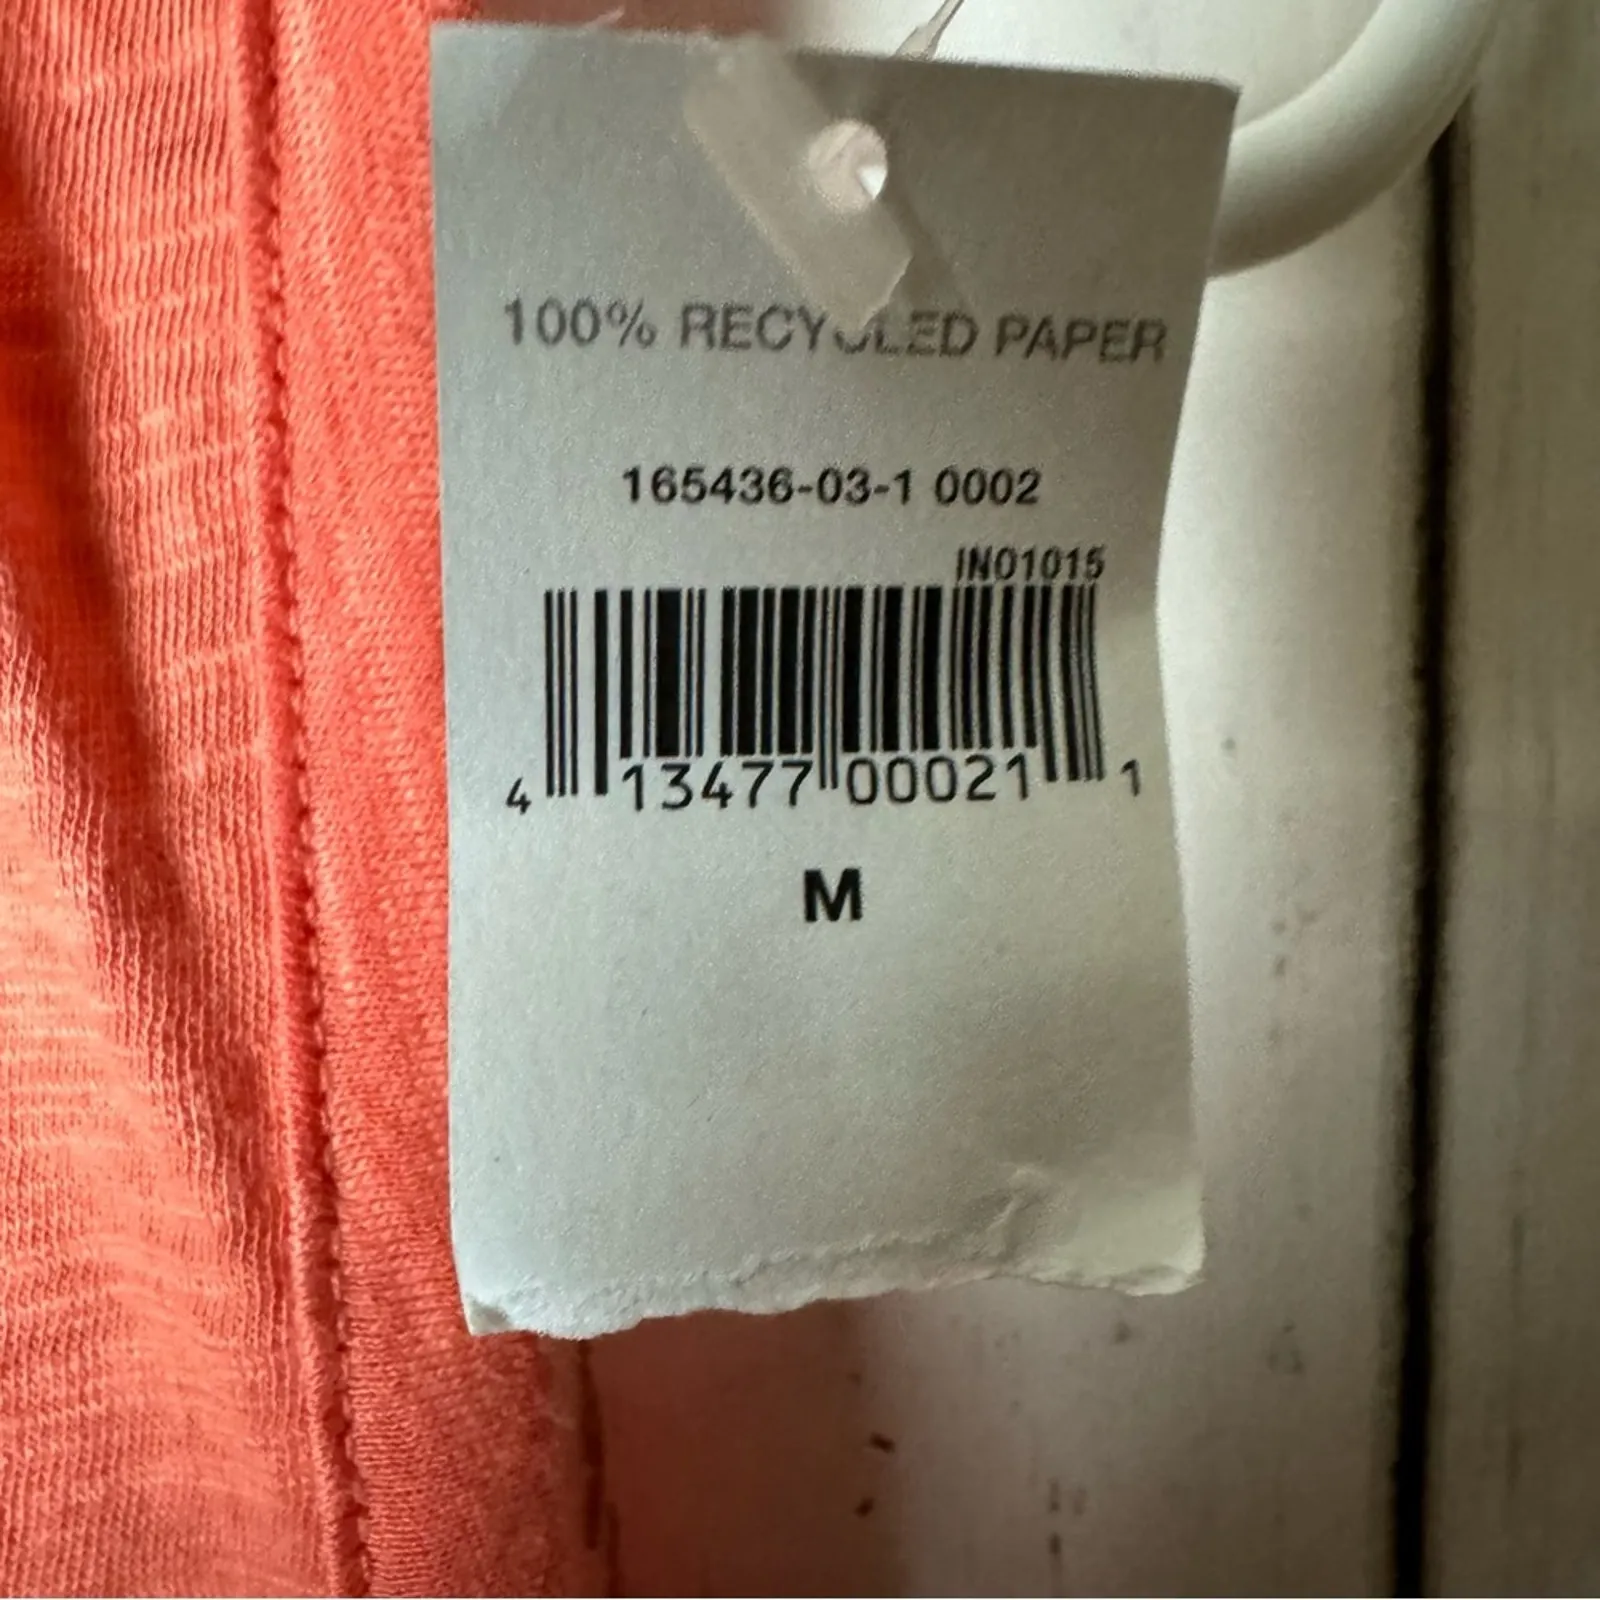 100% RECYCLED PAPER
165436-03-1 0002
IN01015
4 13477 00021 1
M